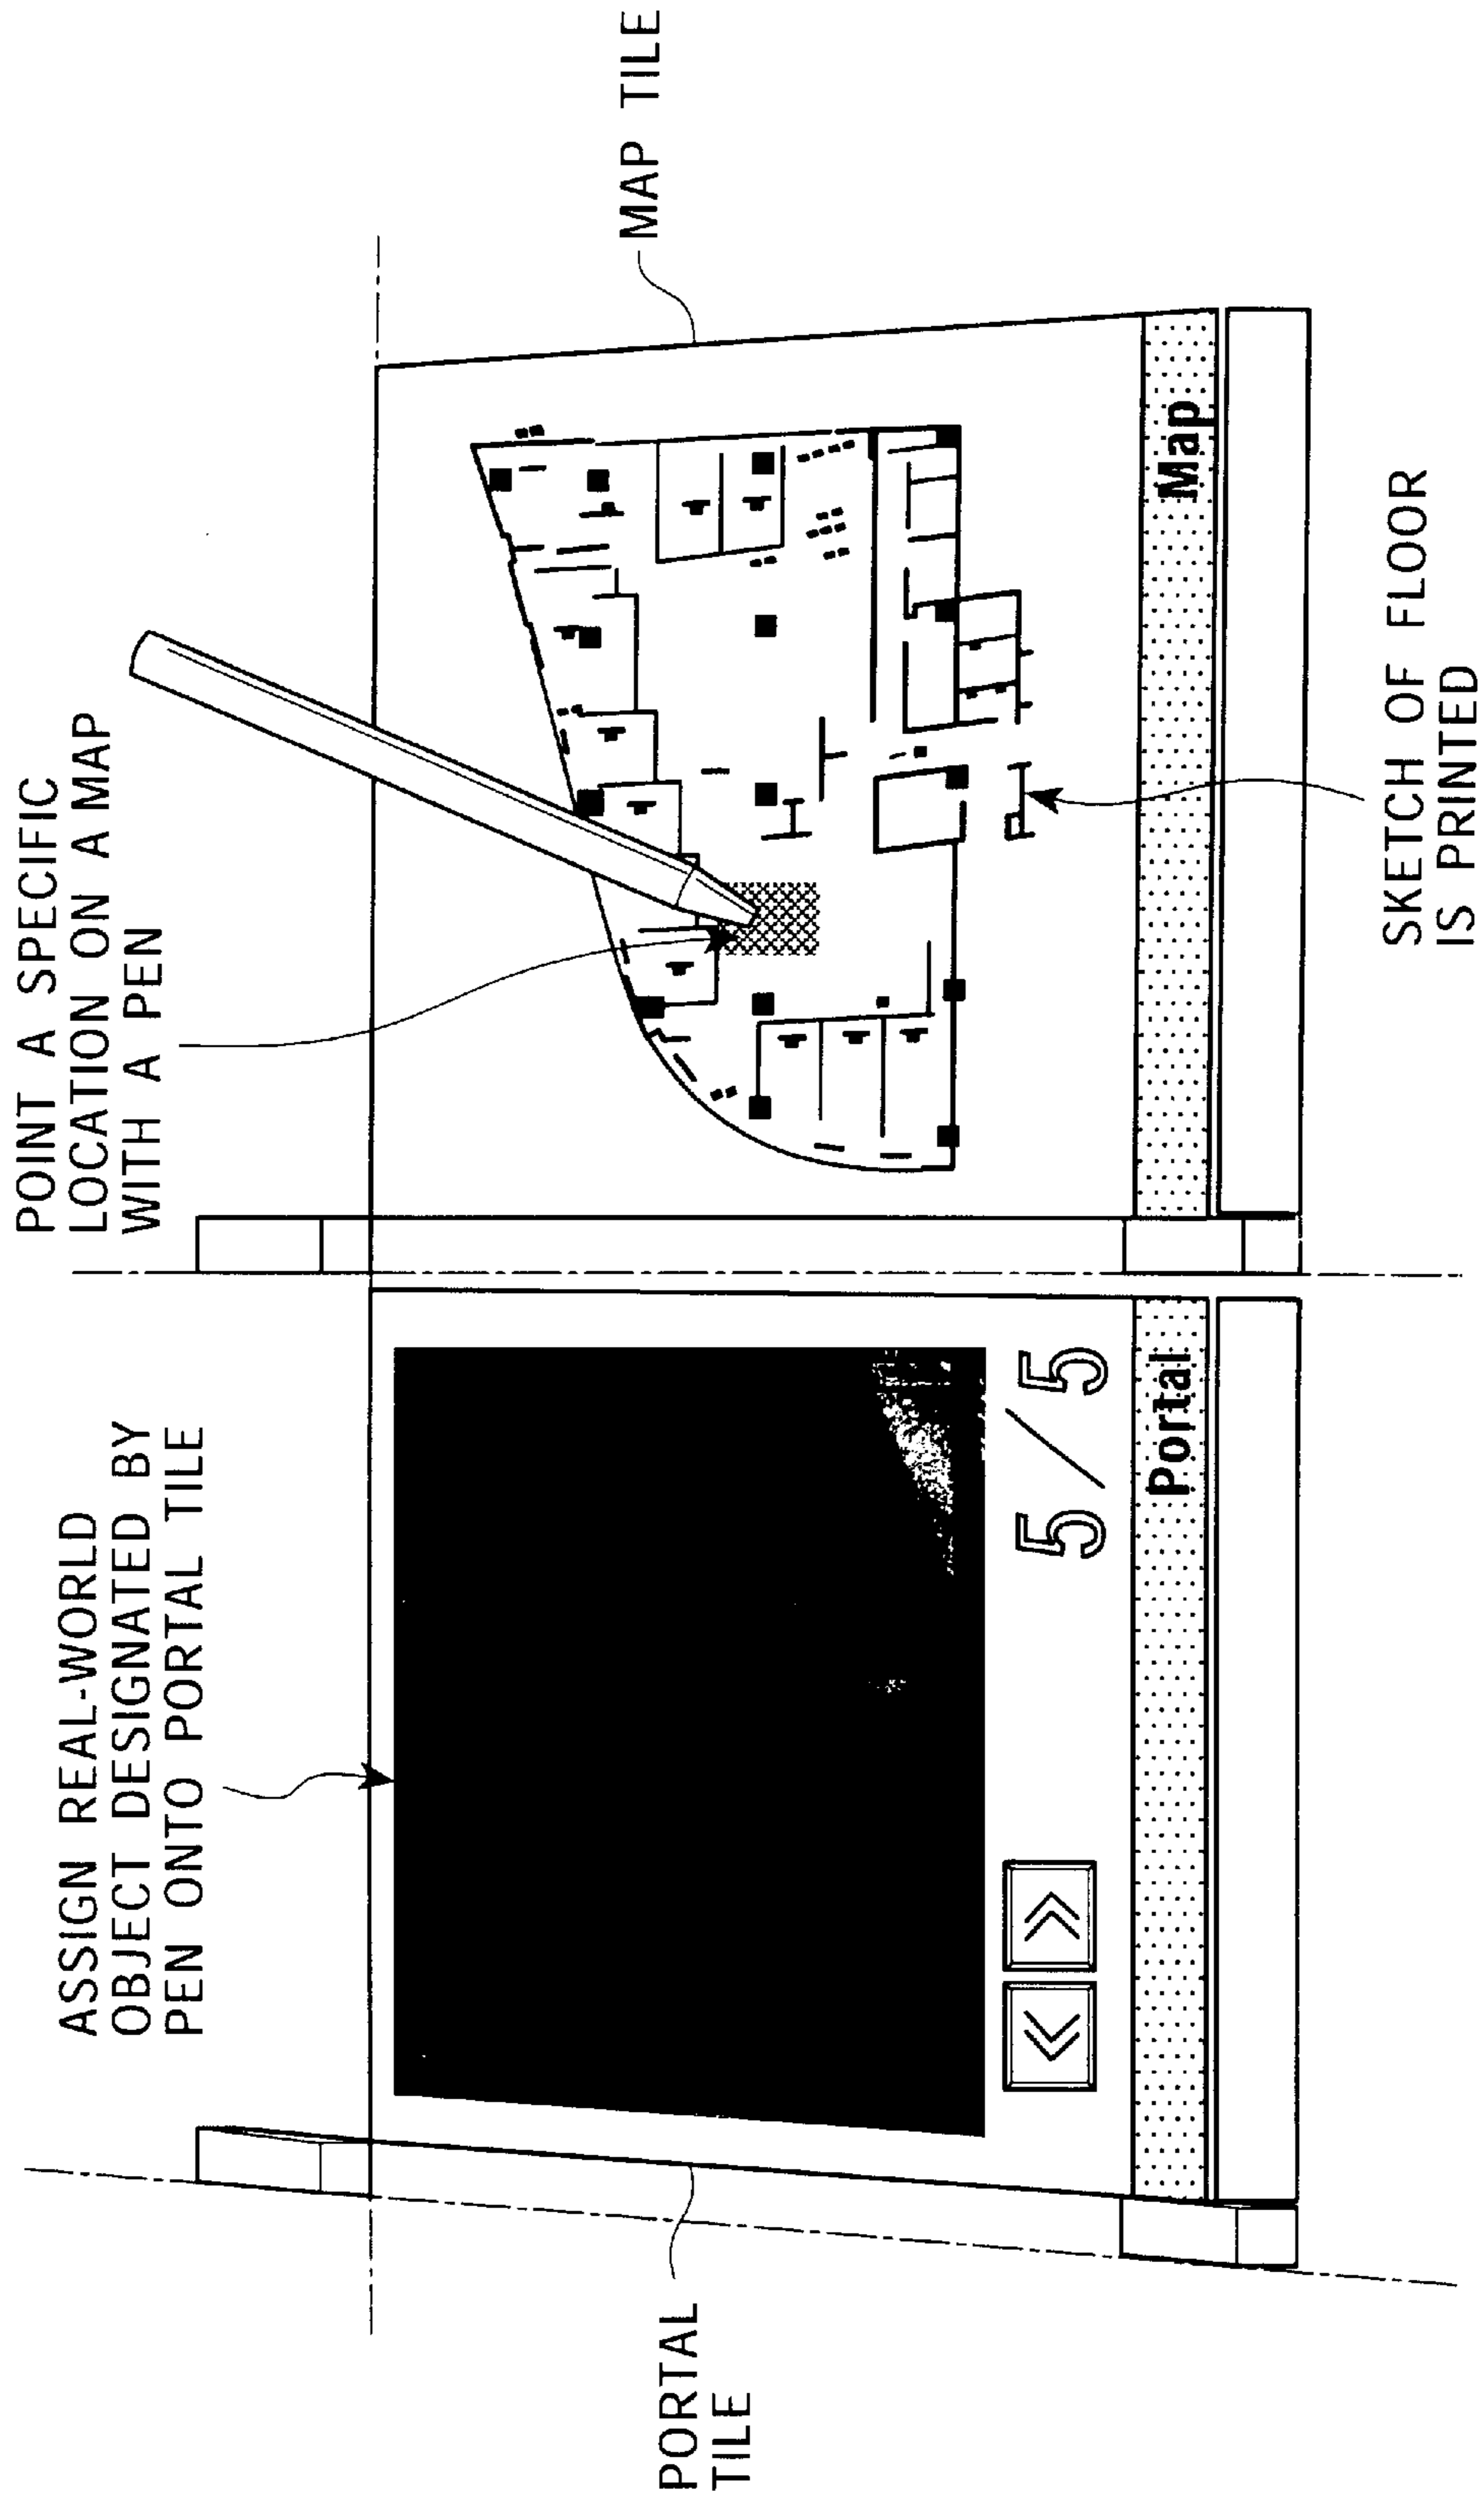 ASSIGN REAL-WORLD
OBJECT DESIGNATED BY
PEN ONTO PORTAL TILE
POINT A SPECIFIC
LOCATION ON A MAP
WITH A PEN
MAP TILE
PORTAL
TILE
5/5
Portal
Map
SKETCH OF FLOOR
IS PRINTED